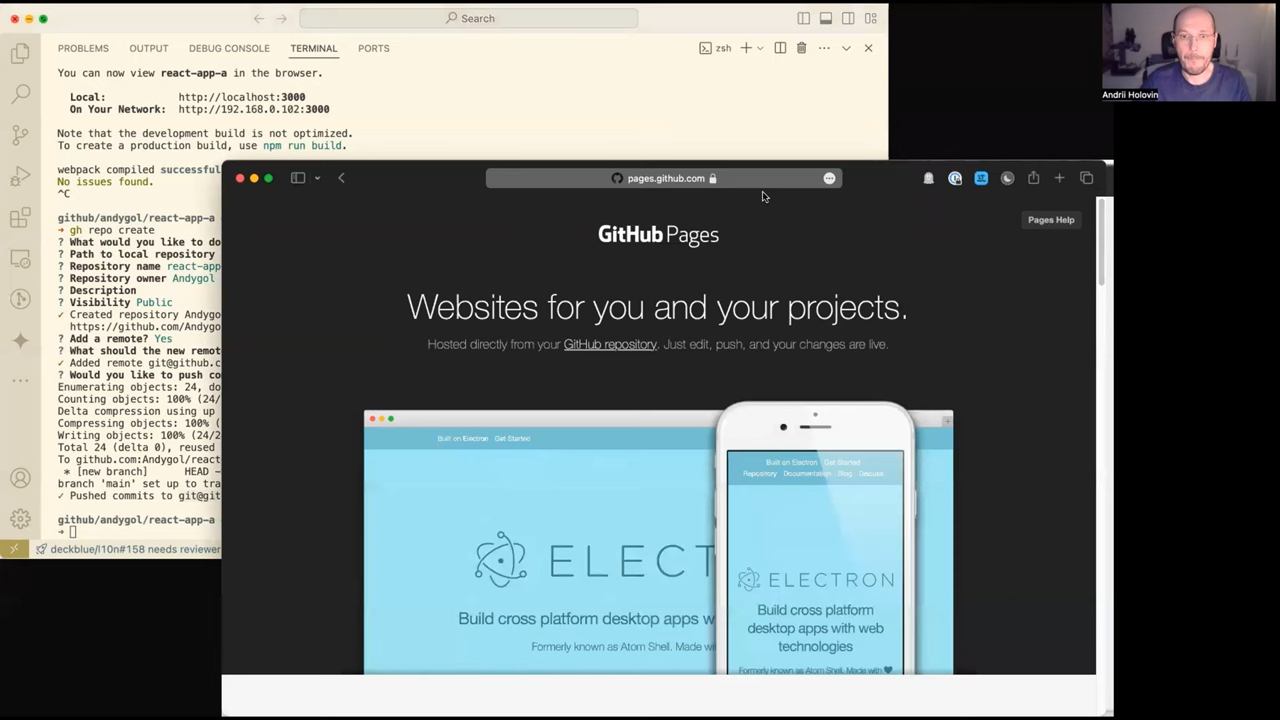 Search
PROBLEMS OUTPUT DEBUG CONSOLE TERMINAL PORTS
zsh
You can now view react-app-a in the browser.
Local: http://localhost:3000
On Your Network: http://192.168.0.102:3000
Note that the development build is not optimized.
To create a production build, use npm run build.
webpack compiled successful
No issues found.
^C
github/andygol/react-app-a
→ gh repo create
? What would you like to do
? Path to local repository
? Repository name react-app
? Repository owner Andygol
? Description
? Visibility Public
✓ Created repository Andygo
https://github.com/Andygo
? Add a remote? Yes
? What should the new remot
✓ Added remote git@github.c
? Would you like to push co
Enumerating objects: 24, do
Counting objects: 100% (24/
Delta compression using up
Compressing objects: 100% (
Writing objects: 100% (24/2
Total 24 (delta 0), reused
To github.com:Andygol/react
* [new branch] HEAD -
branch 'main' set up to tra
✓ Pushed commits to git@git
github/andygol/react-app-a
→
deckblue/l10n#158 needs reviewer
Andrii Holovin
pages.github.com
Pages Help
GitHub Pages
Websites for you and your projects.
Hosted directly from your GitHub repository. Just edit, push, and your changes are live.
Built on Electron Get Started
ELECT
Build cross platform desktop apps w
Formerly known as Atom Shell. Made wi
Built on Electron Get Started
Repository Documentation Blog Discuss
ELECTRON
Build cross platform
desktop apps with web
technologies
Formerly known as Atom Shell. Made with